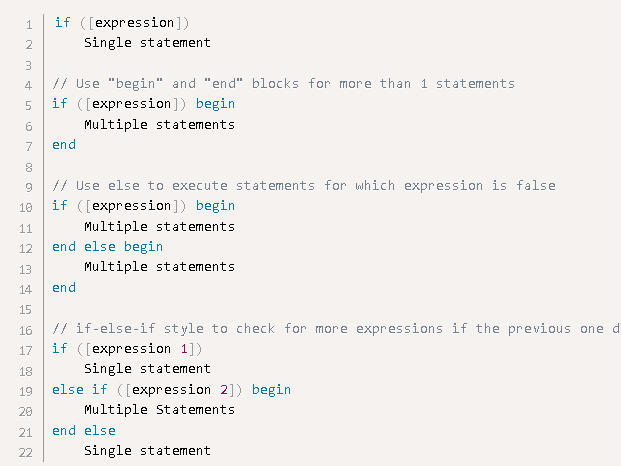 1 if ([expression])
2     Single statement
3
4 // Use "begin" and "end" blocks for more than 1 statements
5 if ([expression]) begin
6     Multiple statements
7 end
8
9 // Use else to execute statements for which expression is false
10 if ([expression]) begin
11     Multiple statements
12 end else begin
13     Multiple statements
14 end
15
16 // if-else-if style to check for more expressions if the previous one d
17 if ([expression 1])
18     Single statement
19 else if ([expression 2]) begin
20     Multiple Statements
21 end else
22     Single statement